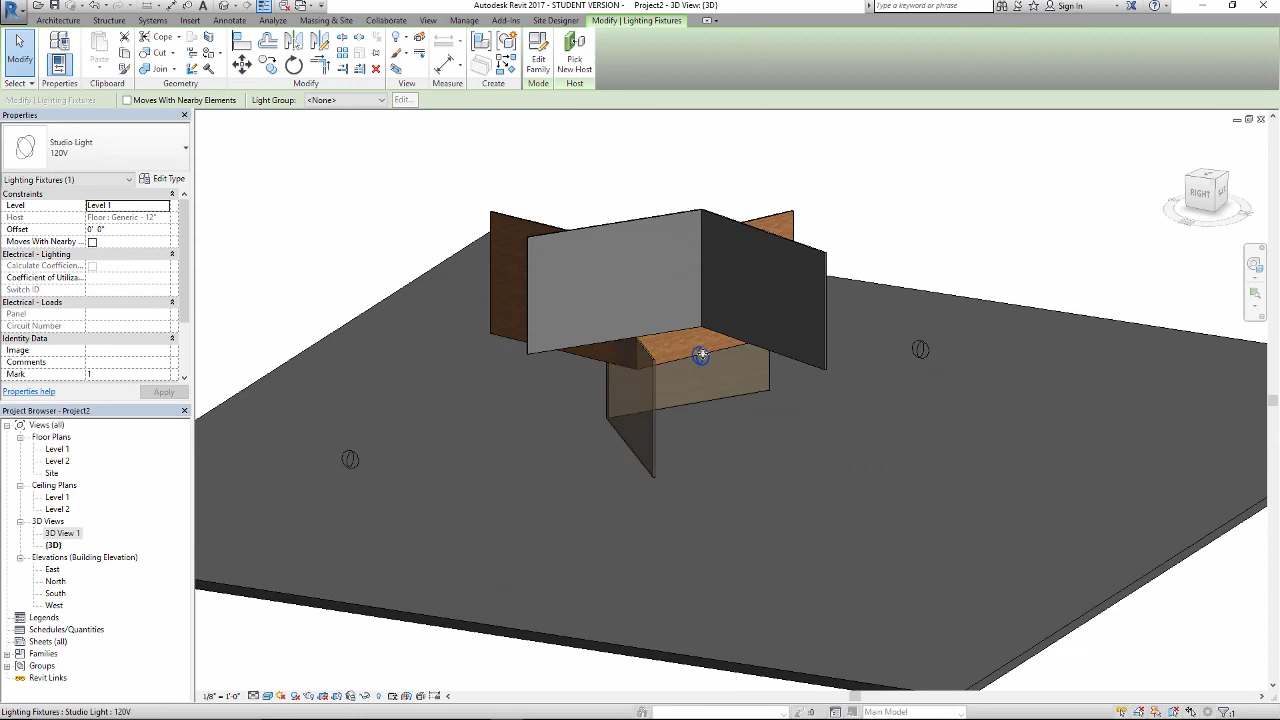 Autodesk Revit 2017 - STUDENT VERSION - Project2 - 3D View: {3D}
Type a keyword or phrase
Sign In
Architecture Structure Systems Insert Annotate Analyze Massing & Site Collaborate View Manage Add-Ins Site Designer Modify | Lighting Fixtures
Modify
Properties
Paste
Cope
Cut
Join
Edit Family
Pick New Host
Select Properties Clipboard Geometry Modify View Measure Create Mode Host
Modify | Lighting Fixtures
Moves With Nearby Elements
Light Group: <None>
Edit...
Properties
Studio Light
120V
Lighting Fixtures (1)
Edit Type
Constraints
Level Level 1
Host Floor : Generic - 12"
Offset 0' 0"
Moves With Nearby ...
Electrical - Lighting
Calculate Coefficien...
Coefficient of Utiliza...
Switch ID
Electrical - Loads
Panel
Circuit Number
Identity Data
Image
Comments
Mark 1
Properties help
Apply
Project Browser - Project2
Views (all)
Floor Plans
Level 1
Level 2
Site
Ceiling Plans
Level 1
Level 2
3D Views
3D View 1
{3D}
Elevations (Building Elevation)
East
North
South
West
Legends
Schedules/Quantities
Sheets (all)
Families
Groups
Revit Links
RIGHT
1/8" = 1'-0"
Lighting Fixtures : Studio Light : 120V
:0
Main Model
:1